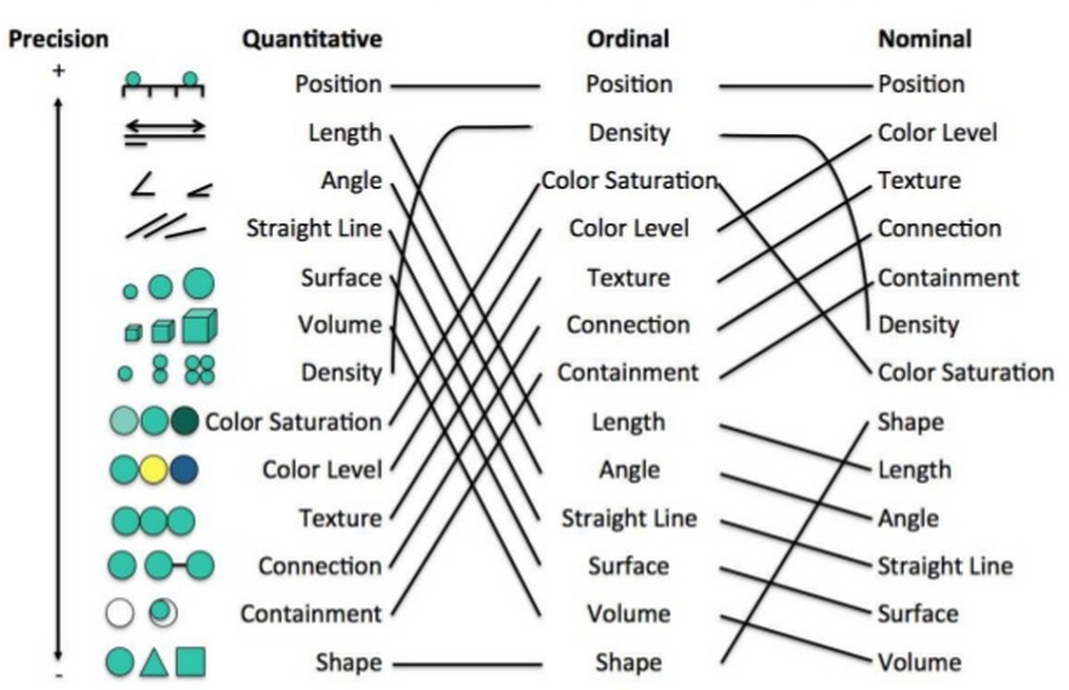 Precision Quantitative Ordinal Nominal
+
Position Position Position
Length Density Color Level
Angle Color Saturation Texture
Straight Line Color Level Connection
Surface Texture Containment
Volume Connection Density
Density Containment Color Saturation
Color Saturation Length Shape
Color Level Angle Length
Texture Straight Line Angle
Connection Surface Straight Line
Containment Volume Surface
Shape Shape Volume
-